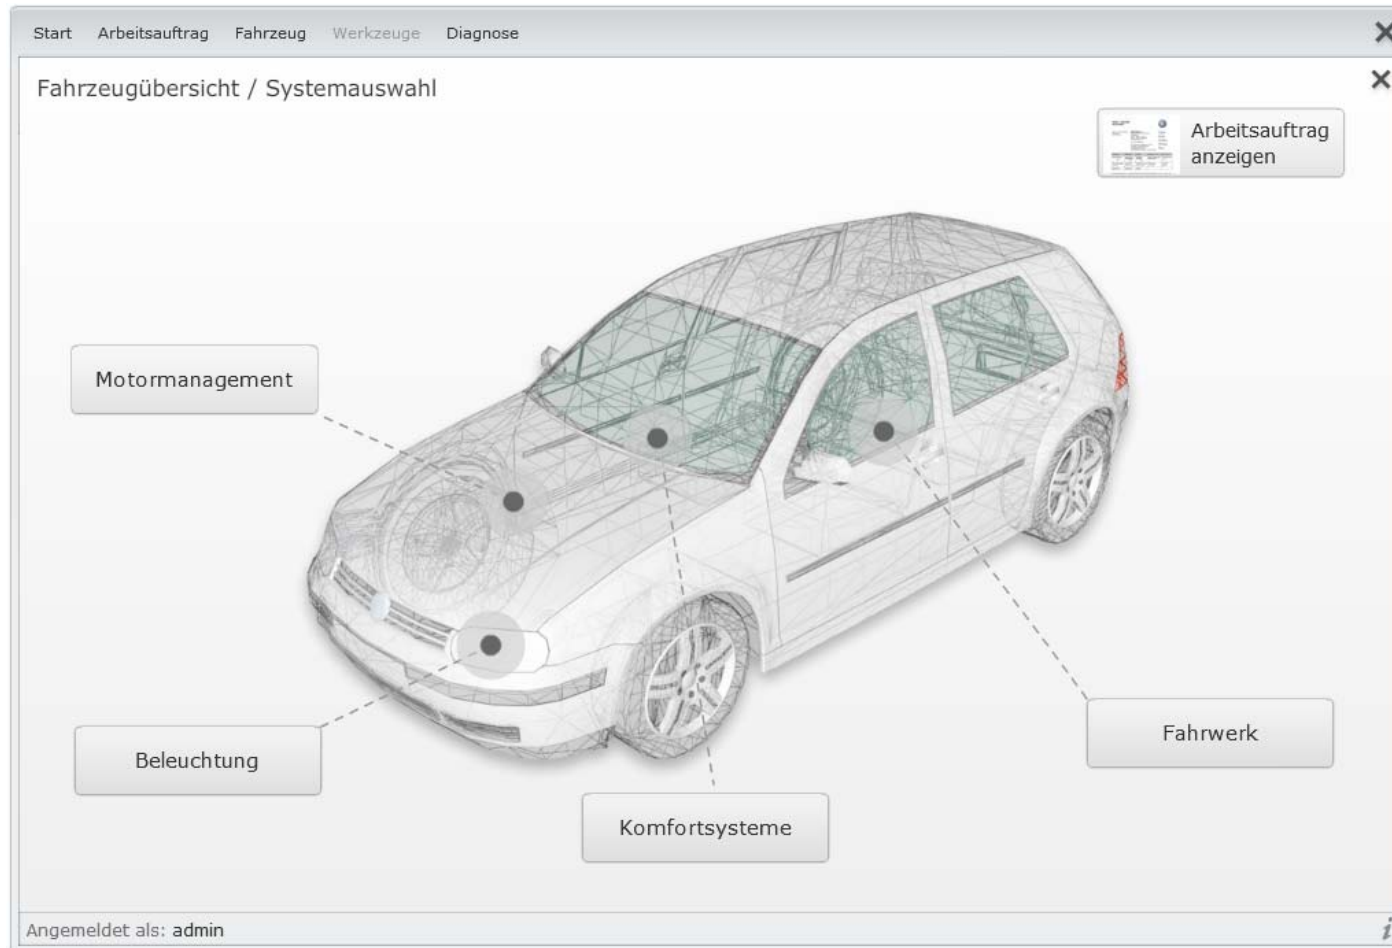 Start Arbeitsauftrag Fahrzeug Werkzeuge Diagnose
Fahrzeugübersicht / Systemauswahl
Arbeitsauftrag
anzeigen
Motormanagement
Beleuchtung
Fahrwerk
Komfortsysteme
Angemeldet als: admin
i